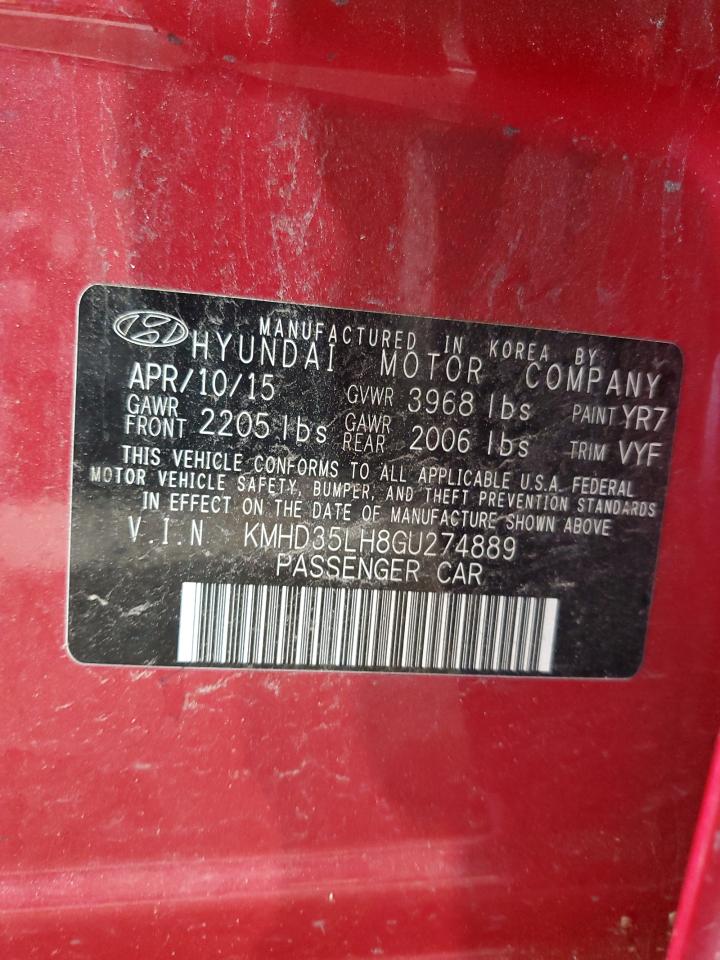 MANUFACTURED IN KOREA BY
HYUNDAI MOTOR COMPANY
APR/10/15 GVWR 3968 lbs PAINT YR7
GAWR FRONT 2205 lbs GAWR REAR 2006 lbs TRIM VYF
THIS VEHICLE CONFORMS TO ALL APPLICABLE U.S.A. FEDERAL
MOTOR VEHICLE SAFETY, BUMPER, AND THEFT PREVENTION STANDARDS
IN EFFECT ON THE DATE OF MANUFACTURE SHOWN ABOVE
V.I.N KMHD35LH8GU274889
PASSENGER CAR